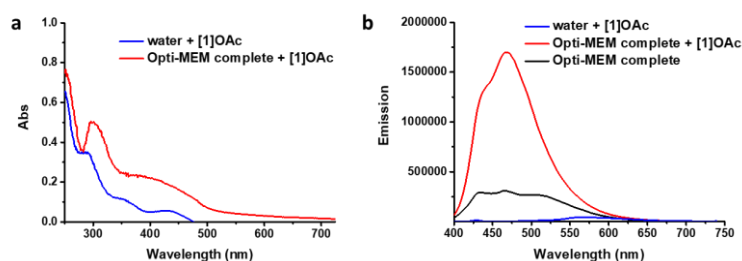 a
water + [1]OAc
Opti-MEM complete + [1]OAc
Abs
1.0
0.8
0.6
0.4
0.2
0.0
300
400
500
600
700
Wavelength (nm)
b
water + [1]OAc
Opti-MEM complete + [1]OAc
Opti-MEM complete
Emission
2000000
1500000
1000000
500000
400
450
500
550
600
650
700
750
Wavelength (nm)